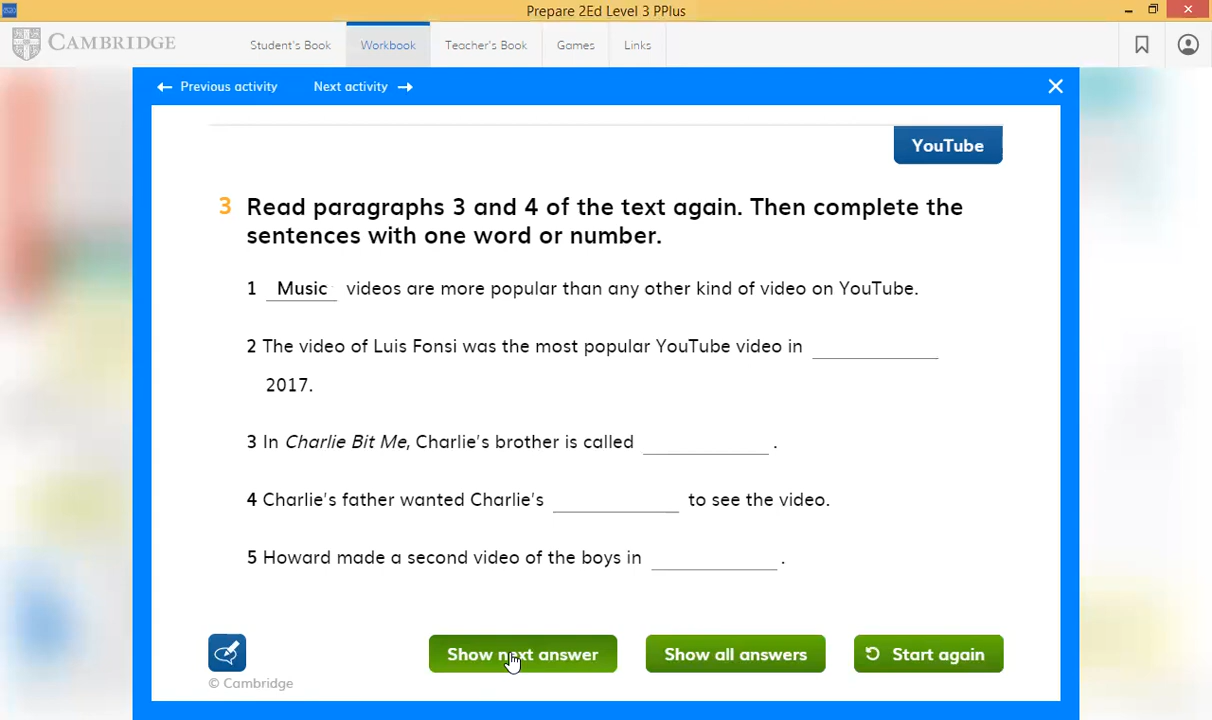 Prepare 2Ed Level 3 PPlus
CAMBRIDGE
Student's Book
Workbook
Teacher's Book
Games
Links
Previous activity
Next activity
YouTube
3 Read paragraphs 3 and 4 of the text again. Then complete the
sentences with one word or number.
1 Music videos are more popular than any other kind of video on YouTube.
2 The video of Luis Fonsi was the most popular YouTube video in
2017.
3 In Charlie Bit Me, Charlie's brother is called .
4 Charlie's father wanted Charlie's to see the video.
5 Howard made a second video of the boys in .
Show next answer
Show all answers
Start again
© Cambridge